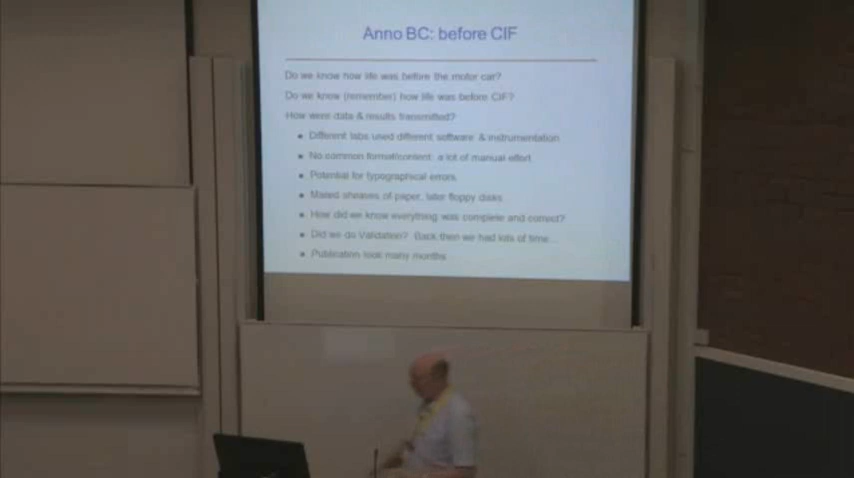 Anno BC: before CIF
Do we know how life was before the motor car?
Do we know (remember) how life was before CIF?
How were data & results transmitted?
Different labs used different software & instrumentation
No common format/content: a lot of manual effort
Potential for typographical errors
Mailed sheaves of paper, later floppy disks
How did we know everything was complete and correct?
Did we do Validation? Back then we had lots of time...
Publication took many months